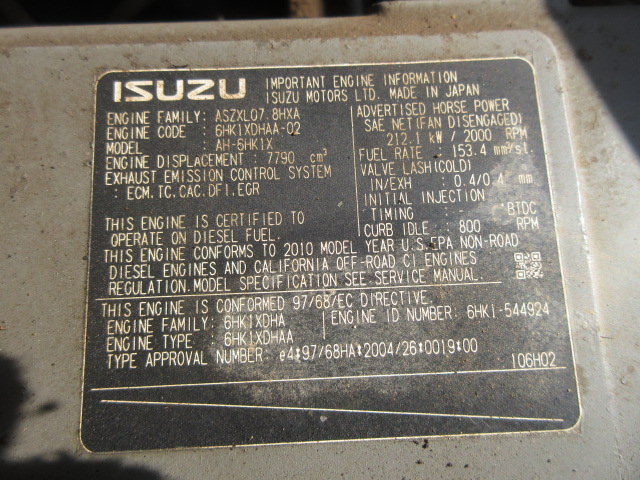 ISUZU IMPORTANT ENGINE INFORMATION
ISUZU MOTORS LTD. MADE IN JAPAN
ENGINE FAMILY: ASZXL07.8HXA
ENGINE CODE : 6HK1XDHAA-02
MODEL : AH-6HK1X
ENGINE DISPLACEMENT : 7790 cm³
EXHAUST EMISSION CONTROL SYSTEM
: ECM.TC.CAC.DFI.EGR
THIS ENGINE IS CERTIFIED TO
OPERATE ON DIESEL FUEL.
ADVERTISED HORSE POWER
SAE NET(FAN DISENGAGED)
212.1 kW / 2000 RPM
FUEL RATE : 153.4 mm³/st.
VALVE LASH(COLD)
IN/EXH : 0.4/0.4 mm
INITIAL INJECTION
TIMING : - °BTDC
CURB IDLE : 800 RPM
THIS ENGINE CONFORMS TO 2010 MODEL YEAR U.S.EPA NON-ROAD
DIESEL ENGINES AND CALIFORNIA OFF-ROAD CI ENGINES
REGULATION.MODEL SPECIFICATION SEE SERVICE MANUAL.
THIS ENGINE IS CONFORMED 97/68/EC DIRECTIVE.
ENGINE FAMILY : 6HK1XDHA
ENGINE TYPE : 6HK1XDHAA
ENGINE ID NUMBER: 6HK1-544924
TYPE APPROVAL NUMBER: e4*97/68HA*2004/26*0019*00
106H02